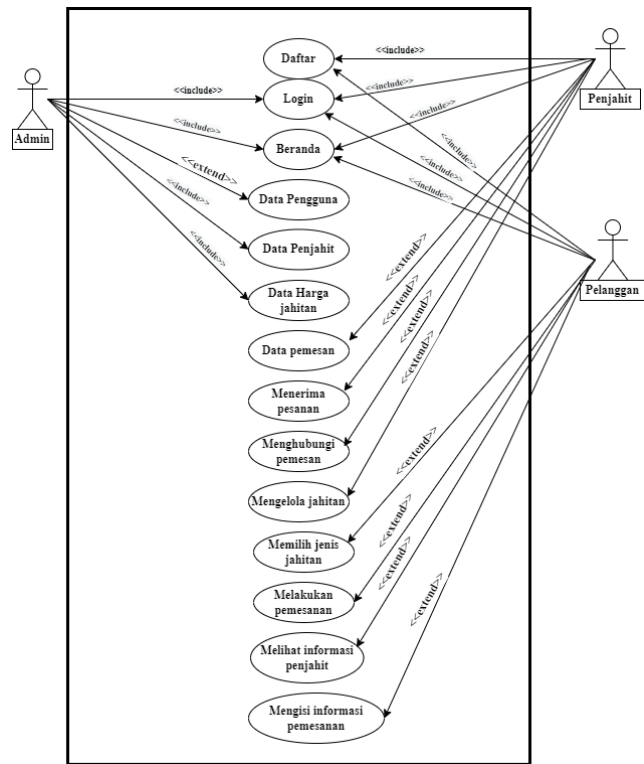 Daftar
<<include>>
Penjahit
Admin
<<include>>
Login
<<include>>
<<include>>
Beranda
<<include>>
<<include>>
<<extend>>
Data Pengguna
<<include>>
<<include>>
<<include>>
Data Penjahit
<<include>>
Data Harga
jahitan
Pelanggan
<<extend>>
<<extend>>
<<extend>>
<<extend>>
Data pemesan
Menerima
pesanan
Menghubungi
pemesan
<<extend>>
Mengelola jahitan
<<extend>>
<<extend>>
<<extend>>
Memilih jenis
jahitan
Melakukan
pemesanan
Melihat informasi
penjahit
Mengisi informasi
pemesanan